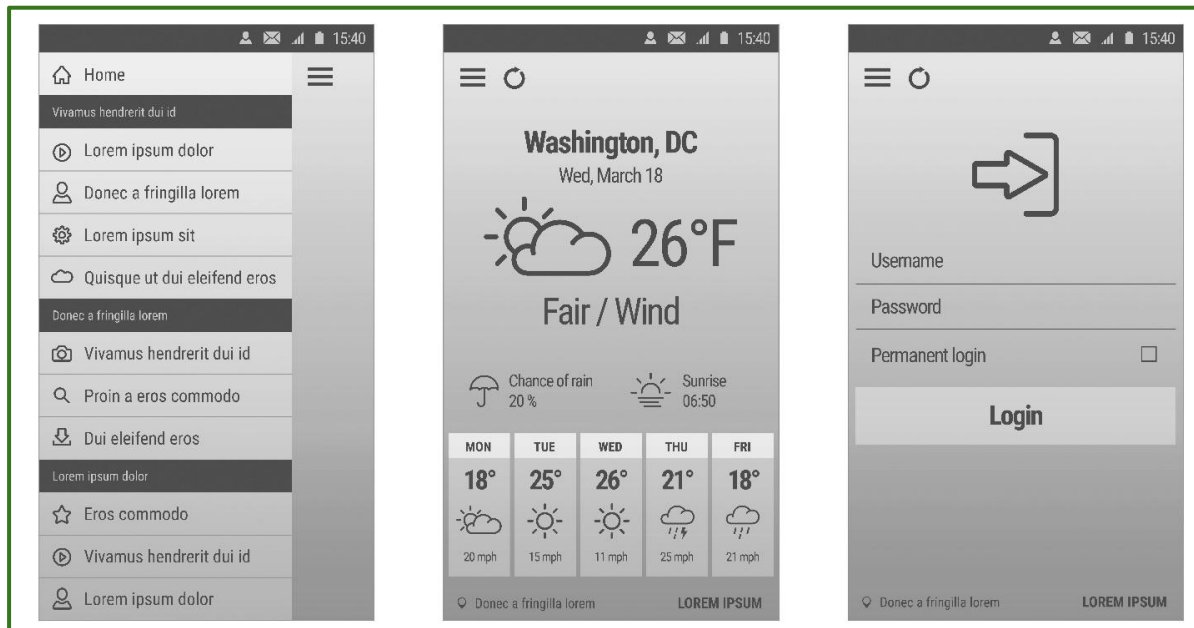 15:40
Home
Vivamus hendrerit dui id
Lorem ipsum dolor
Donec a fringilla lorem
Lorem ipsum sit
Quisque ut dui eleifend eros
Donec a fringilla lorem
Vivamus hendrerit dui id
Proin a eros commodo
Dui eleifend eros
Lorem ipsum dolor
Eros commodo
Vivamus hendrerit dui id
Lorem ipsum dolor
15:40
Washington, DC
Wed, March 18
26°F
Fair / Wind
Chance of rain
20 %
Sunrise
06:50
MON TUE WED THU FRI
18° 25° 26° 21° 18°
20 mph 15 mph 11 mph 25 mph 21 mph
Donec a fringilla lorem LOREM IPSUM
15:40
Username
Password
Permanent login
Login
Donec a fringilla lorem LOREM IPSUM